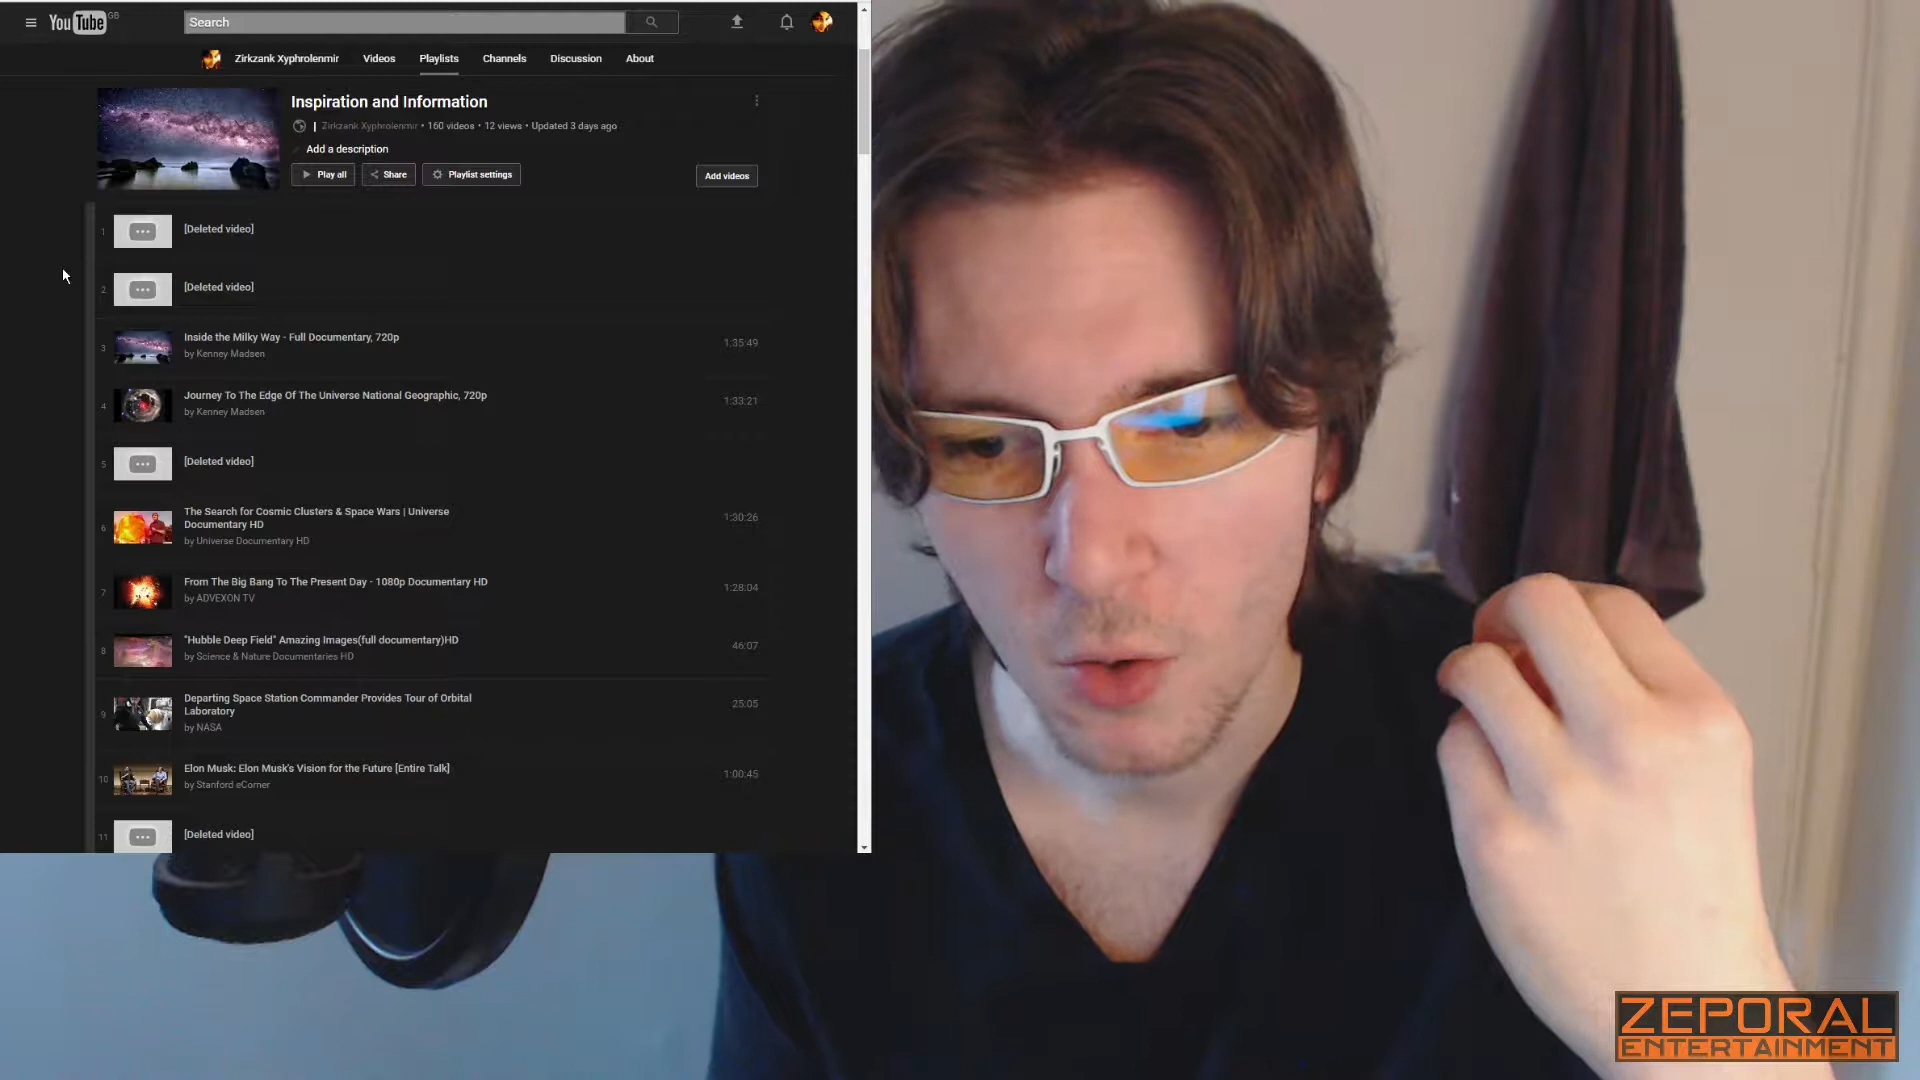 YouTube GB
Search
Zirkzank Xyphrolenmir
Videos
Playlists
Channels
Discussion
About
Inspiration and Information
Zirkzank Xyphrolenmir • 160 videos • 12 views • Updated 3 days ago
Add a description
Play all
Share
Playlist settings
Add videos
1
[Deleted video]
2
[Deleted video]
3
Inside the Milky Way - Full Documentary, 720p
by Kenney Madsen
1:35:49
4
Journey To The Edge Of The Universe National Geographic, 720p
by Kenney Madsen
1:33:21
5
[Deleted video]
6
The Search for Cosmic Clusters & Space Wars | Universe
Documentary HD
by Universe Documentary HD
1:30:26
7
From The Big Bang To The Present Day - 1080p Documentary HD
by ADVEXON TV
1:28:04
8
"Hubble Deep Field" Amazing Images(full documentary)HD
by Science & Nature Documentaries HD
46:07
9
Departing Space Station Commander Provides Tour of Orbital
Laboratory
by NASA
25:05
10
Elon Musk: Elon Musk's Vision for the Future [Entire Talk]
by Stanford eCorner
1:00:45
11
[Deleted video]
ZEPORAL
ENTERTAINMENT